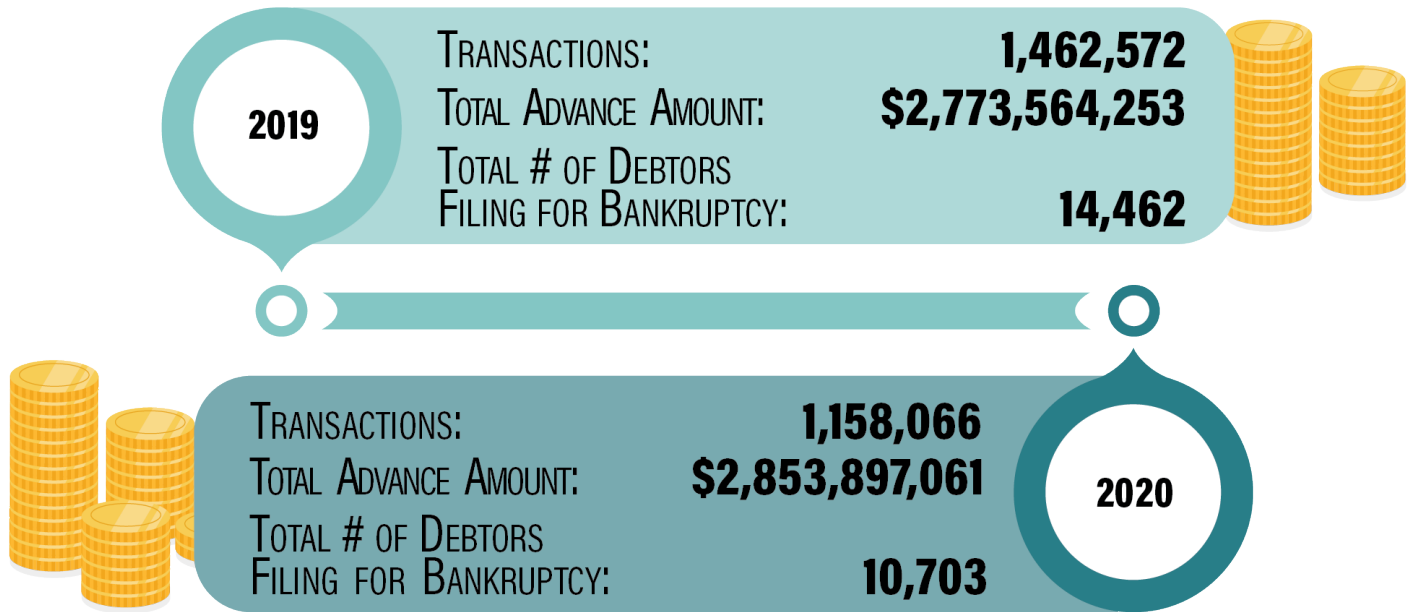 2019
Transactions: 1,462,572
Total Advance Amount: $2,773,564,253
Total # of Debtors
Filing for Bankruptcy: 14,462
Transactions: 1,158,066
Total Advance Amount: $2,853,897,061
Total # of Debtors
Filing for Bankruptcy: 10,703
2020